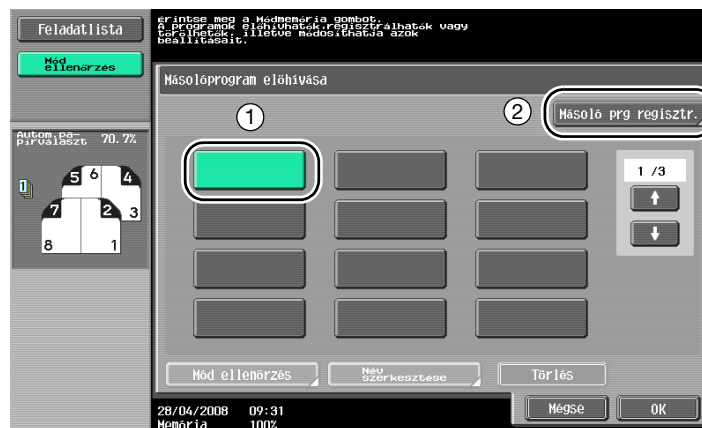 Feladatlista
érintse meg a Módmemória gombot.
A programok előhívhatók,regisztrálhatók vagy
törölhetők, illetve módosíthatja azok
beállításait.
Mód
ellenőrzés
Másolóprogram előhívása
1
2
Másoló prg regisztr.
Autom.pa-
pírválaszt 70.7%
1 /3
1
5 6 4
7 2 3
8 1
Mód ellenőrzés
Név
szerkesztése
Törlés
Mégse
OK
28/04/2008 09:31
Memória 100%